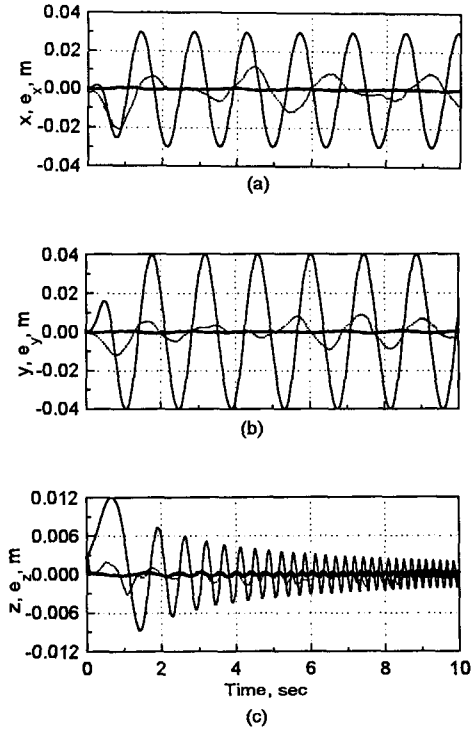 0.04
0.02
0.00
-0.02
-0.04
x, e_x, m
(a)
0.04
0.02
0.00
-0.02
-0.04
y, e_y, m
(b)
0.012
0.006
-0.000
-0.006
-0.012
z, e_z, m
0 2 4 6 8 10
Time, sec
(c)